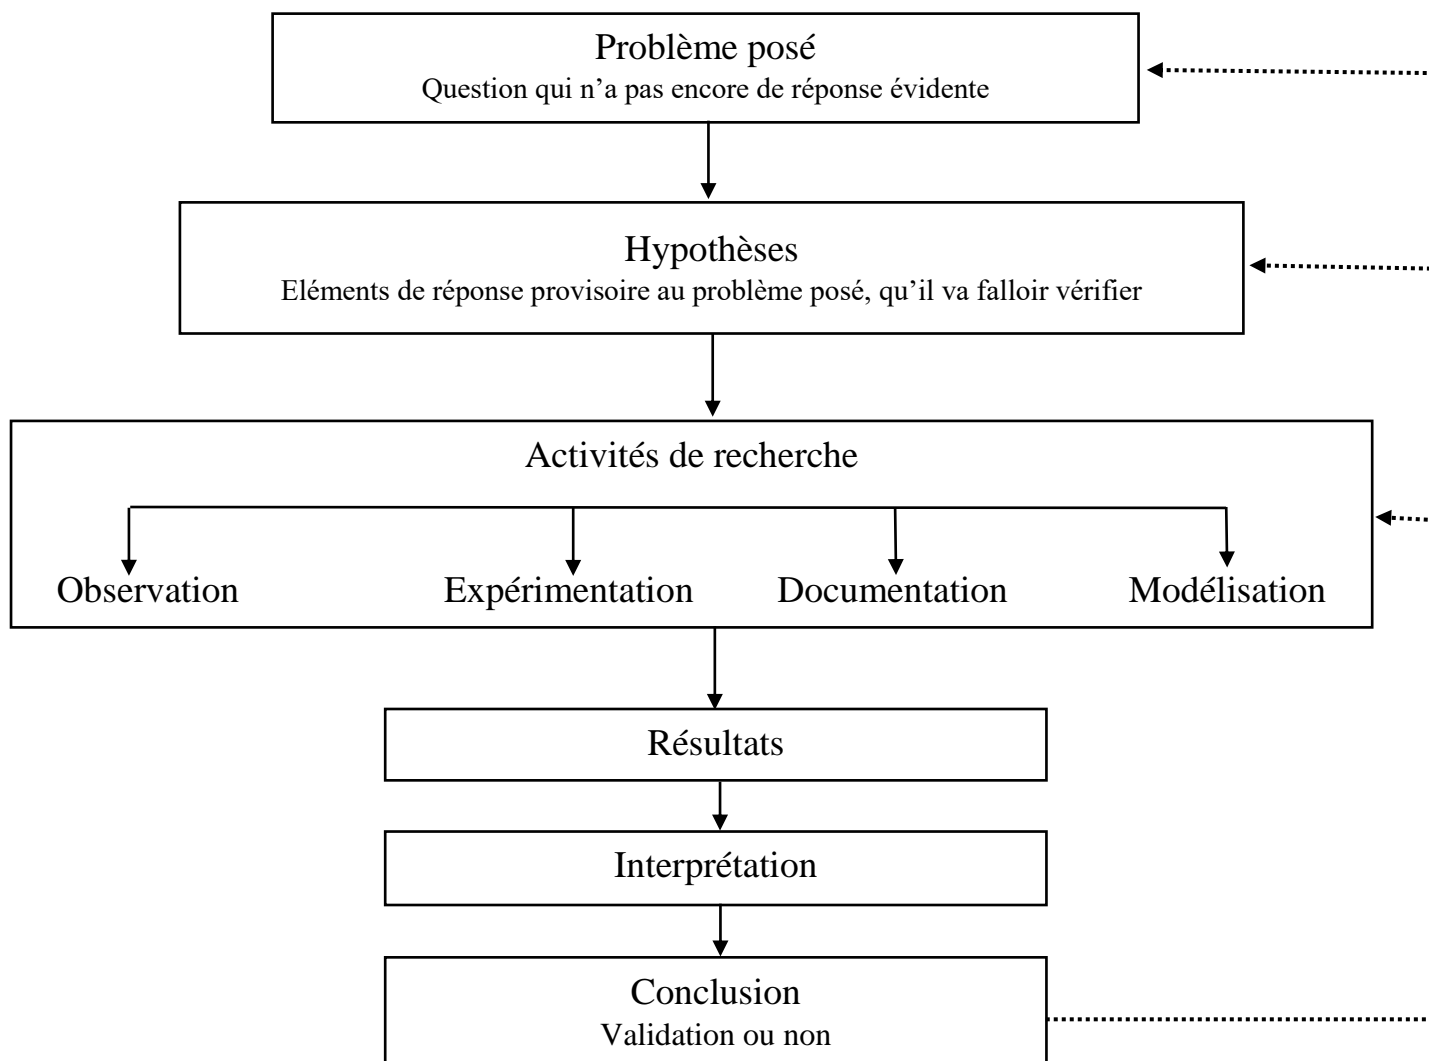 Problème posé
Question qui n’a pas encore de réponse évidente
Hypothèses
Eléments de réponse provisoire au problème posé, qu’il va falloir vérifier
Activités de recherche
Observation
Expérimentation
Documentation
Modélisation
Résultats
Interprétation
Conclusion
Validation ou non